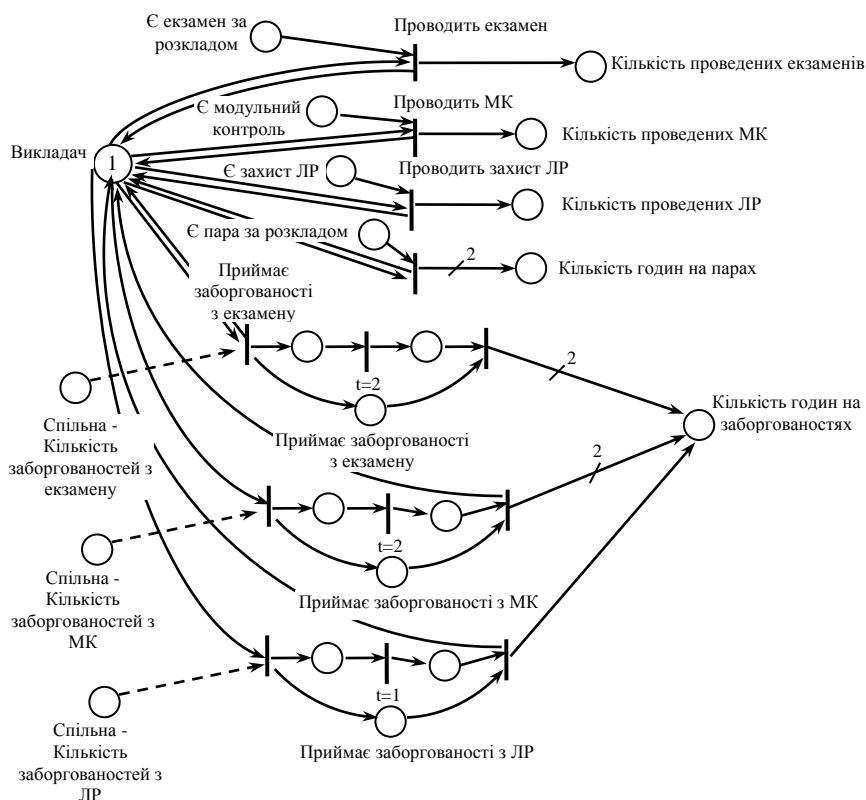 Є екзамен за
розкладом
Проводить екзамен
Кількість проведених екзаменів
Є модульний
контроль
Проводить МК
Кількість проведених МК
Викладач
1
Є захист ЛР
Проводить захист ЛР
Кількість проведених ЛР
Є пара за розкладом
2
Кількість годин на парах
Приймає
заборгованості
з екзамену
t=2
2
Кількість годин на
заборгованостях
Спільна -
Кількість
заборгованостей з
екзамену
Приймає заборгованості
з екзамену
2
t=2
Спільна -
Кількість
заборгованостей з
МК
Приймає заборгованості з МК
t=1
Спільна -
Кількість
заборгованостей з
ЛР
Приймає заборгованості з ЛР